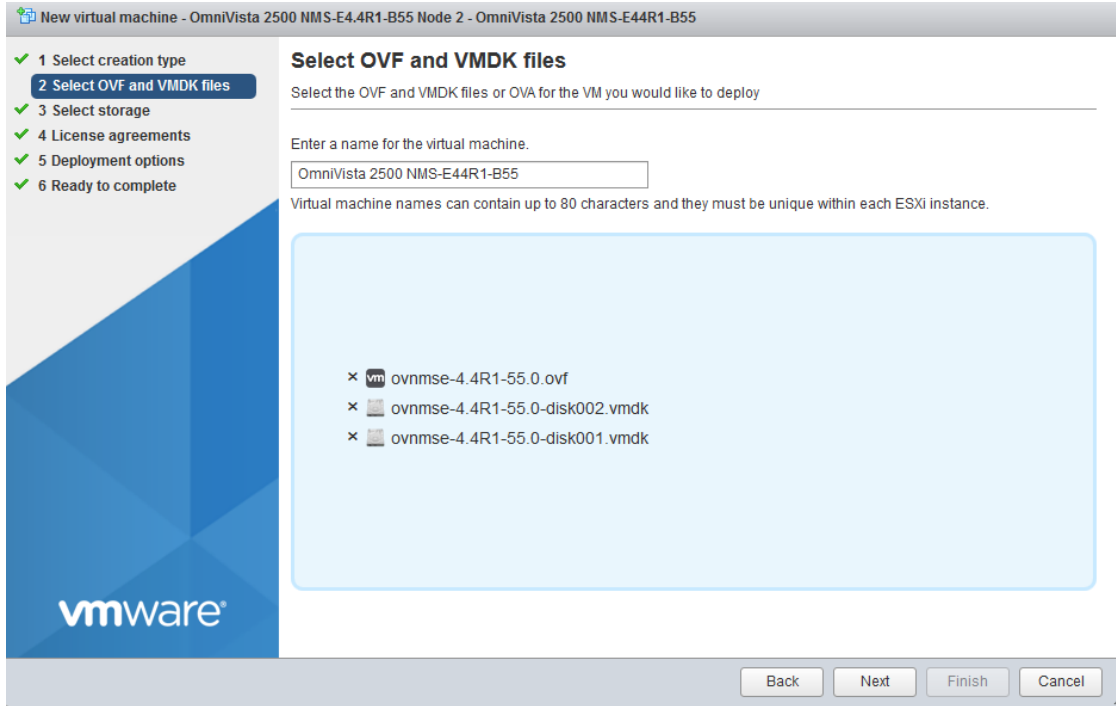 New virtual machine - OmniVista 2500 NMS-E4.4R1-B55 Node 2 - OmniVista 2500 NMS-E44R1-B55
1 Select creation type
2 Select OVF and VMDK files
3 Select storage
4 License agreements
5 Deployment options
6 Ready to complete
Select OVF and VMDK files
Select the OVF and VMDK files or OVA for the VM you would like to deploy
Enter a name for the virtual machine.
OmniVista 2500 NMS-E44R1-B55
Virtual machine names can contain up to 80 characters and they must be unique within each ESXi instance.
vm ovnmse-4.4R1-55.0.ovf
ovnmse-4.4R1-55.0-disk002.vmdk
ovnmse-4.4R1-55.0-disk001.vmdk
vmware®
Back Next Finish Cancel